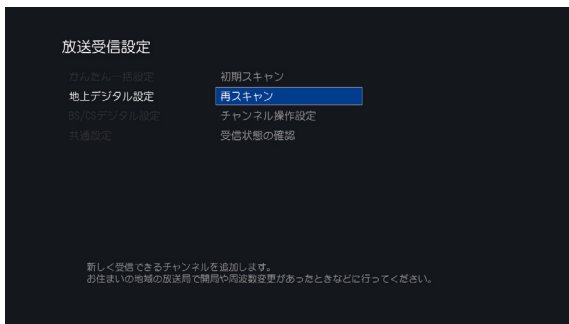 放送受信設定
かんたん一括設定
初期スキャン
地上デジタル設定
再スキャン
BS/CSデジタル設定
チャンネル操作設定
共通設定
受信状態の確認
新しく受信できるチャンネルを追加します。
お住まいの地域の放送局で開局や周波数変更があったときなどに行ってください。